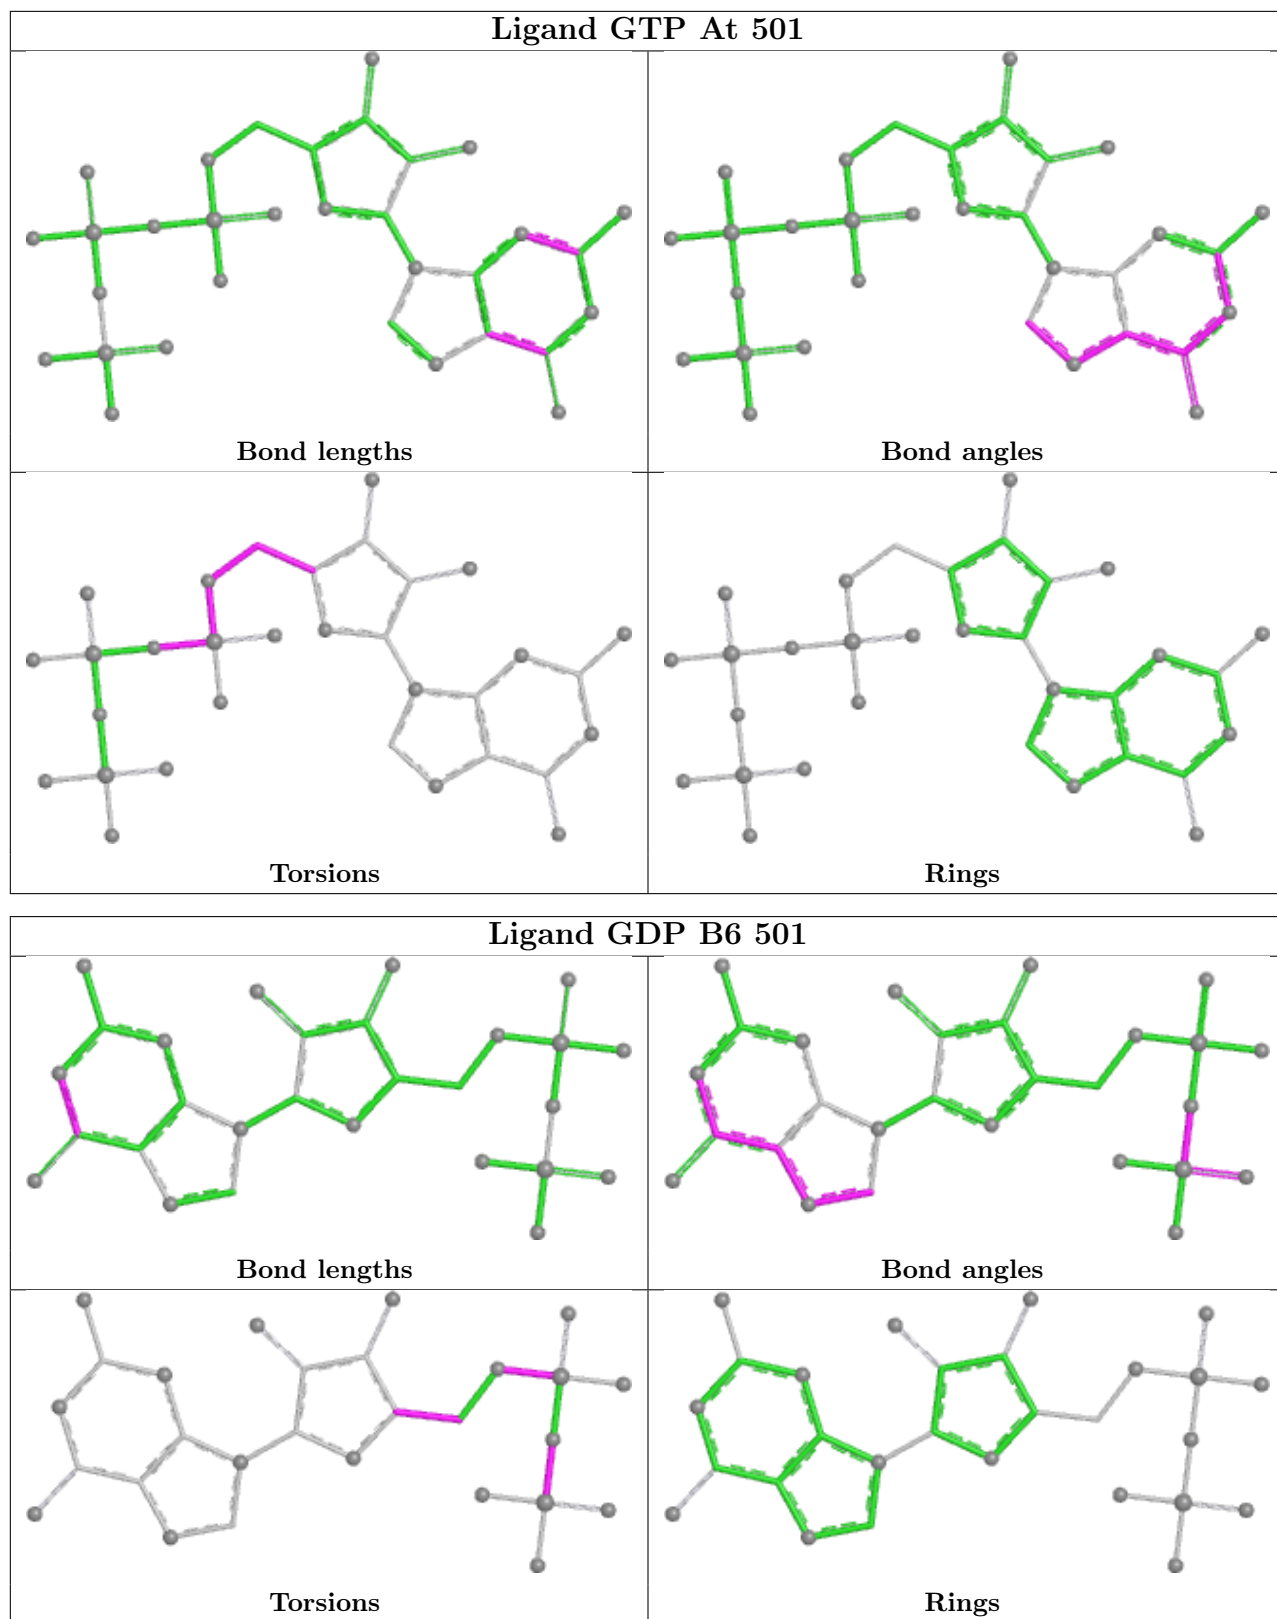 Ligand GTP At 501
Bond lengths
Bond angles
Torsions
Rings
Ligand GDP B6 501
Bond lengths
Bond angles
Torsions
Rings